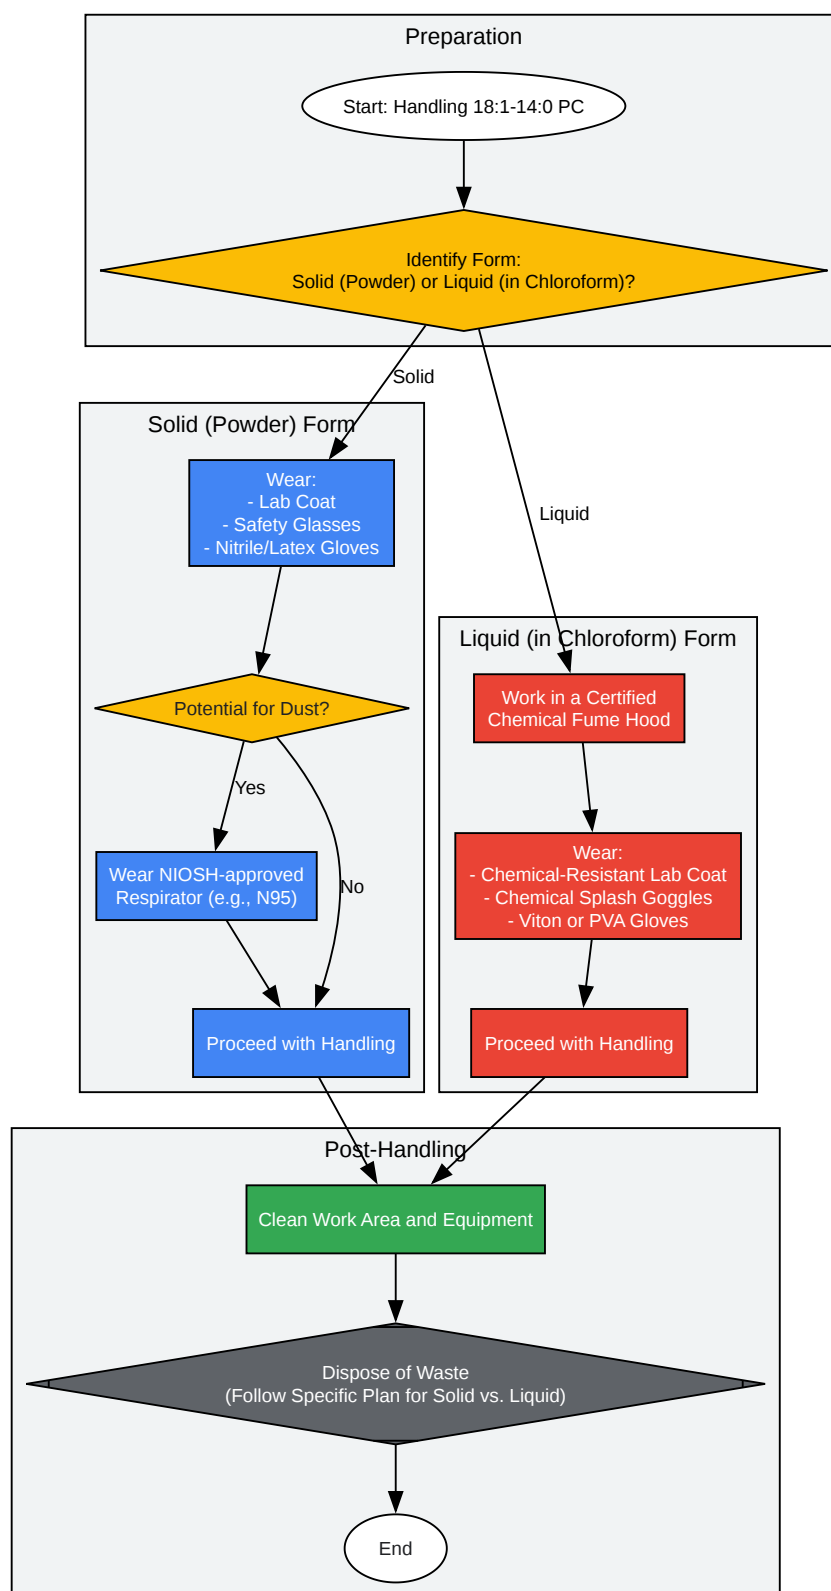 Preparation
Start: Handling 18:1-14:0 PC
Identify Form:
Solid (Powder) or Liquid (in Chloroform)?
Solid
Liquid
Solid (Powder) Form
Wear:
- Lab Coat
- Safety Glasses
- Nitrile/Latex Gloves
Potential for Dust?
Yes
No
Wear NIOSH-approved
Respirator (e.g., N95)
Proceed with Handling
Liquid (in Chloroform) Form
Work in a Certified
Chemical Fume Hood
Wear:
- Chemical-Resistant Lab Coat
- Chemical Splash Goggles
- Viton or PVA Gloves
Proceed with Handling
Post-Handling
Clean Work Area and Equipment
Dispose of Waste
(Follow Specific Plan for Solid vs. Liquid)
End